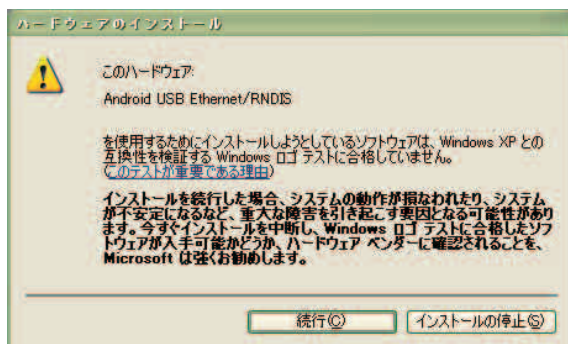 ハードウェアのインストール
このハードウェア:
Android USB Ethernet/RNDIS
を使用するためにインストールしようとしているソフトウェアは、Windows XP との
互換性を検証する Windows ロゴ テストに合格していません。
(このテストが重要である理由)
インストールを続行した場合、システムの動作が損なわれたり、システム
が不安定になるなど、重大な障害を引き起こす要因となる可能性があり
ます。今すぐインストールを中断し、Windows ロゴ テストに合格したソフ
トウェアが入手可能かどうか、ハードウェア ベンダーに確認されることを、
Microsoft は強くお勧めします。
続行(C)
インストールの停止(S)